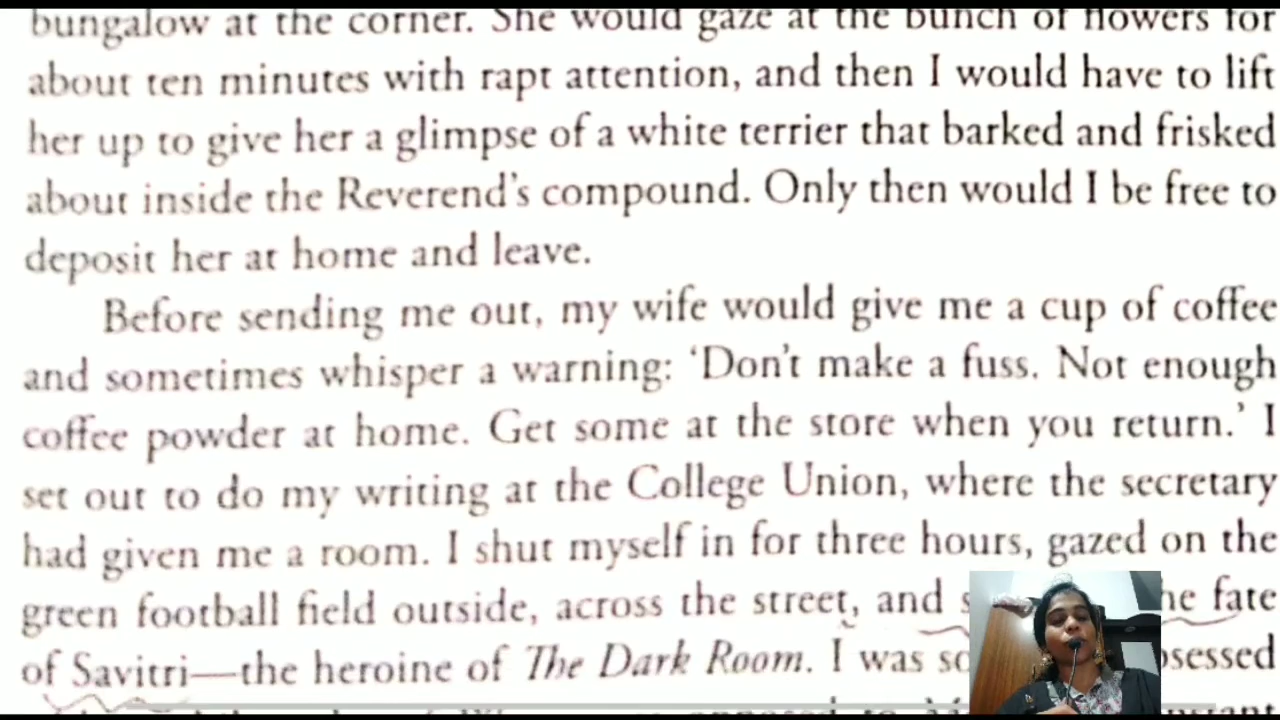 bungalow at the corner. She would gaze at the bunch of flowers for
about ten minutes with rapt attention, and then I would have to lift
her up to give her a glimpse of a white terrier that barked and frisked
about inside the Reverend's compound. Only then would I be free to
deposit her at home and leave.
Before sending me out, my wife would give me a cup of coffee
and sometimes whisper a warning: ‘Don't make a fuss. Not enough
coffee powder at home. Get some at the store when you return.’ I
set out to do my writing at the College Union, where the secretary
had given me a room. I shut myself in for three hours, gazed on the
green football field outside, across the street, and fate
of Savitri—the heroine of The Dark Room. I was